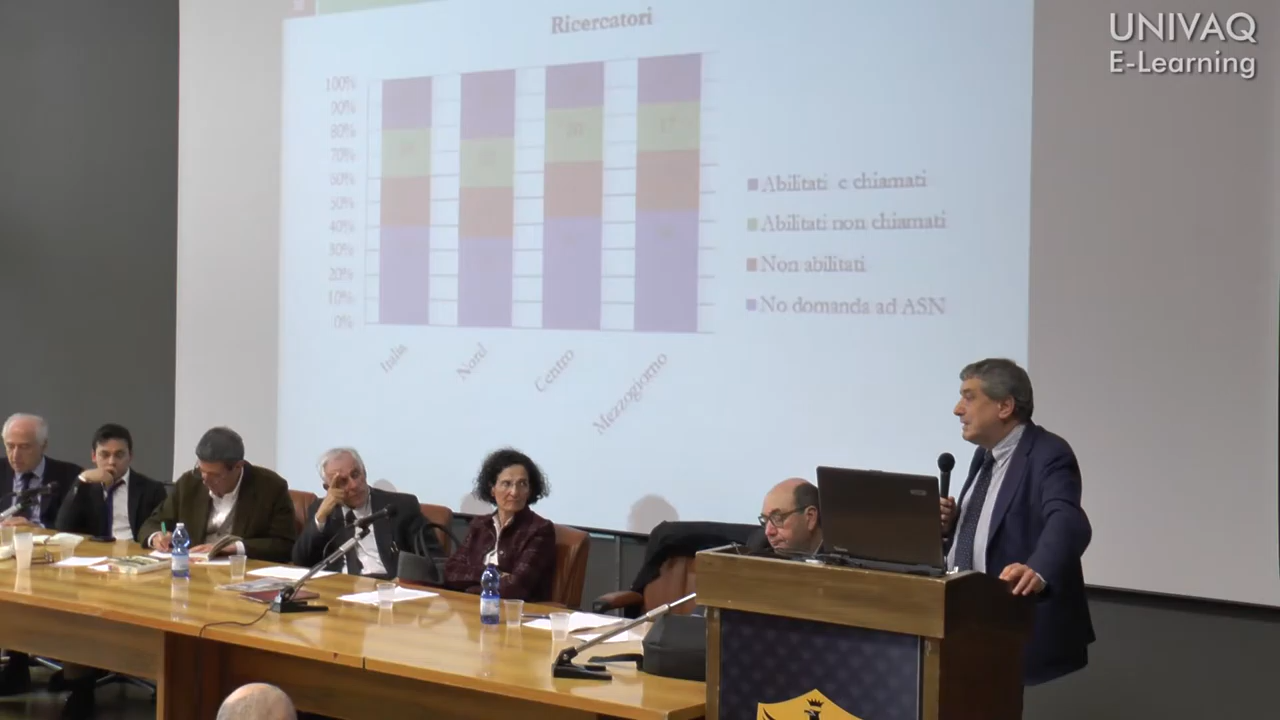 UNIVAQ
E-Learning
Ricercatori
100%
90%
80%
70%
60%
50%
40%
30%
20%
10%
0%
Italia
Nord
Centro
Mezzogiorno
Abilitati e chiamati
Abilitati non chiamati
Non abilitati
No domanda ad ASN